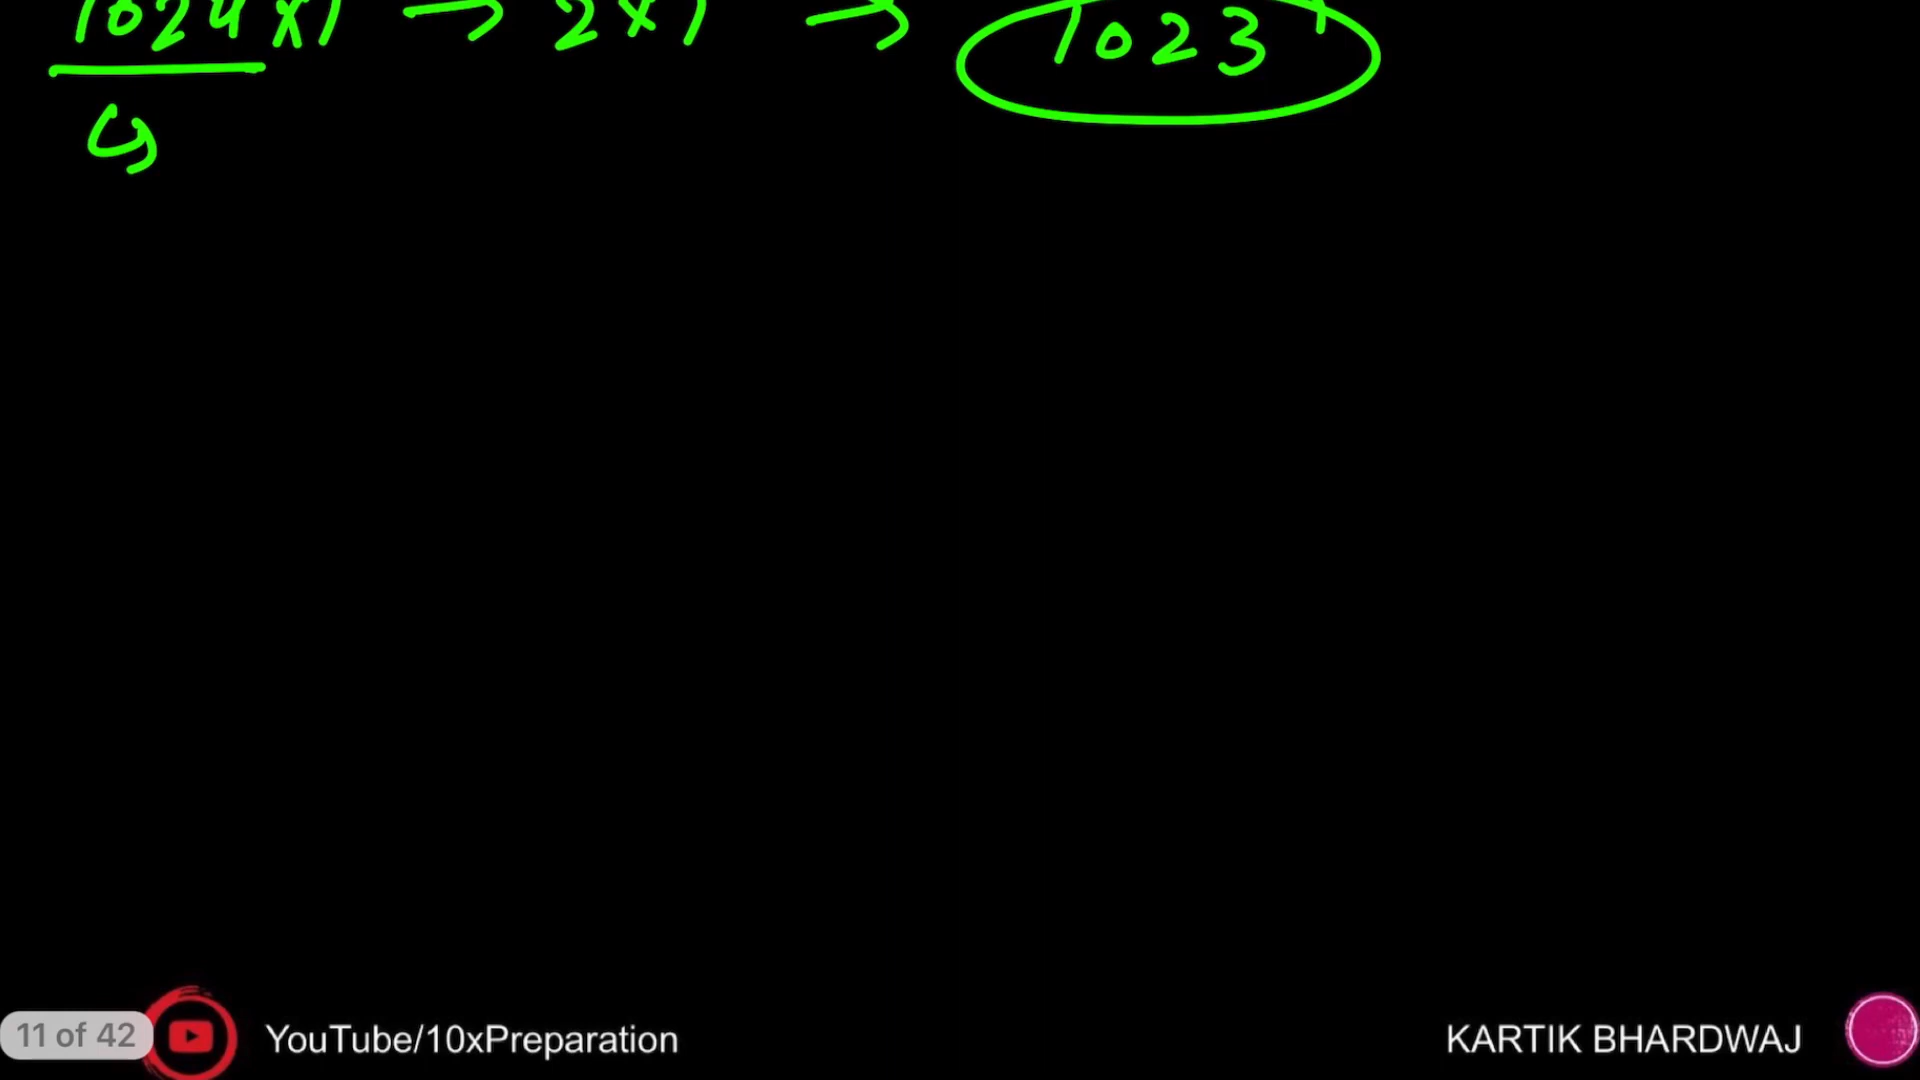 1024 x 1 → 2 x 1 → 1023
11 of 42
YouTube/10xPreparation
KARTIK BHARDWAJ